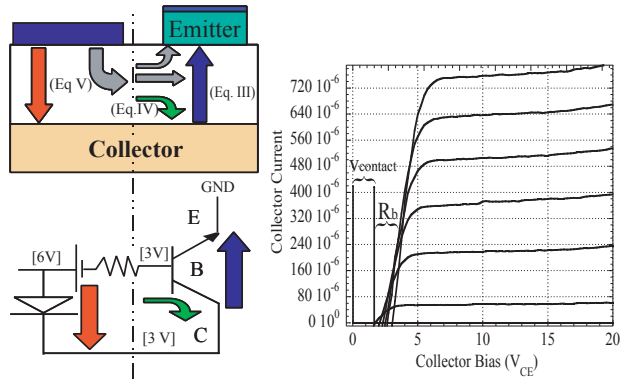 Emitter
(Eq V)
(Eq.IV)
(Eq. III)
Collector
GND
E
[6V]
[3V]
B
C
[3 V]
Collector Current
720 10-6
640 10-6
560 10-6
480 10-6
400 10-6
320 10-6
240 10-6
160 10-6
80 10-6
0 10⁰
Vcontact
Rb
0
5
10
15
20
Collector Bias (VCE)